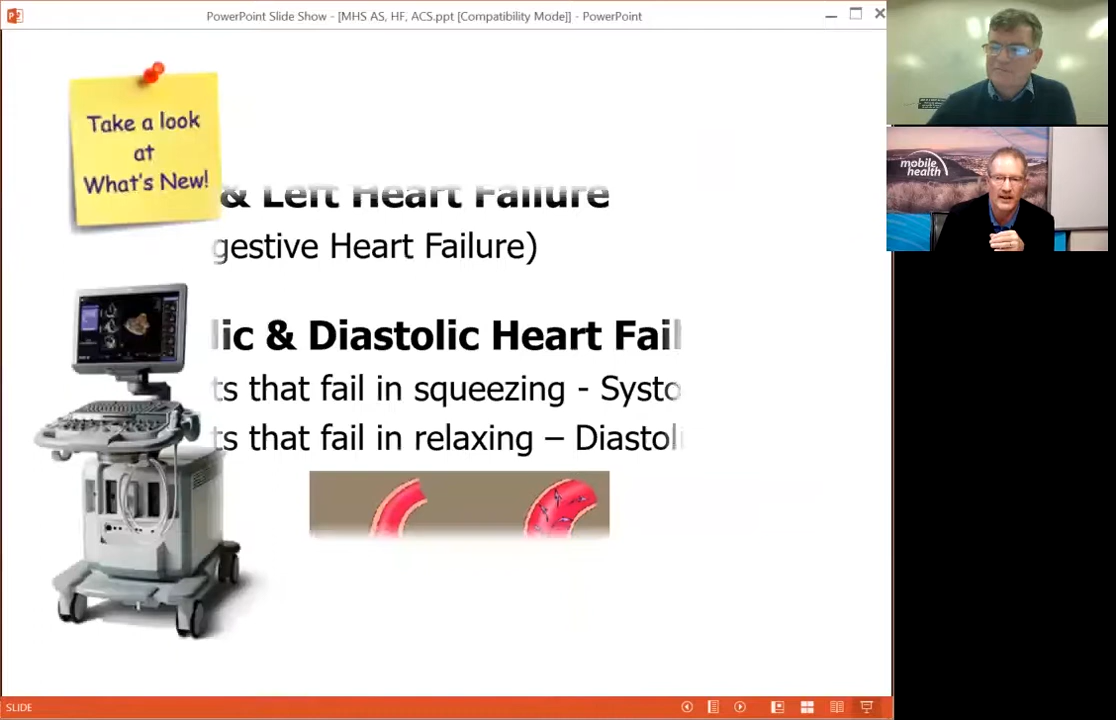 PowerPoint Slide Show - [MHS AS, HF, ACS.ppt [Compatibility Mode]] - PowerPoint
Take a look
at
What's New!
& Left Heart Failure
gestive Heart Failure)
lic & Diastolic Heart Fail
ts that fail in squeezing - Systo
ts that fail in relaxing – Diastoli
mobile
health
SLIDE